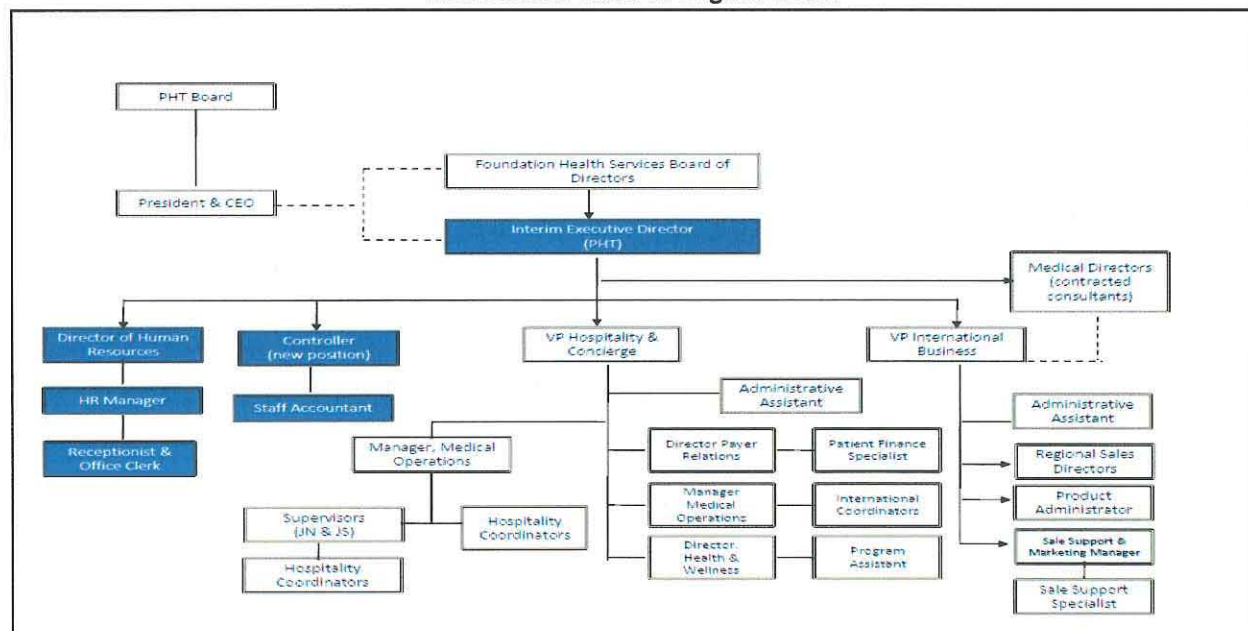 PHT Board
Foundation Health Services Board of
Directors
President & CEO
Interim Executive Director
(PHT)
Medical Directors
(contracted
consultants)
Director of Human
Resources
Controller
(new position)
VP Hospitality &
Concierge
VP International
Business
HR Manager
Staff Accountant
Administrative
Assistant
Administrative
Assistant
Receptionist &
Office Clerk
Manager, Medical
Operations
Director Payer
Relations
Patient Finance
Specialist
Regional Sales
Directors
Manager
Medical
Operations
International
Coordinators
Product
Administrator
Supervisors
(JN & JS)
Hospitality
Coordinators
Hospitality
Coordinators
Director,
Health &
Wellness
Program
Assistant
Sale Support &
Marketing Manager
Sale Support
Specialist